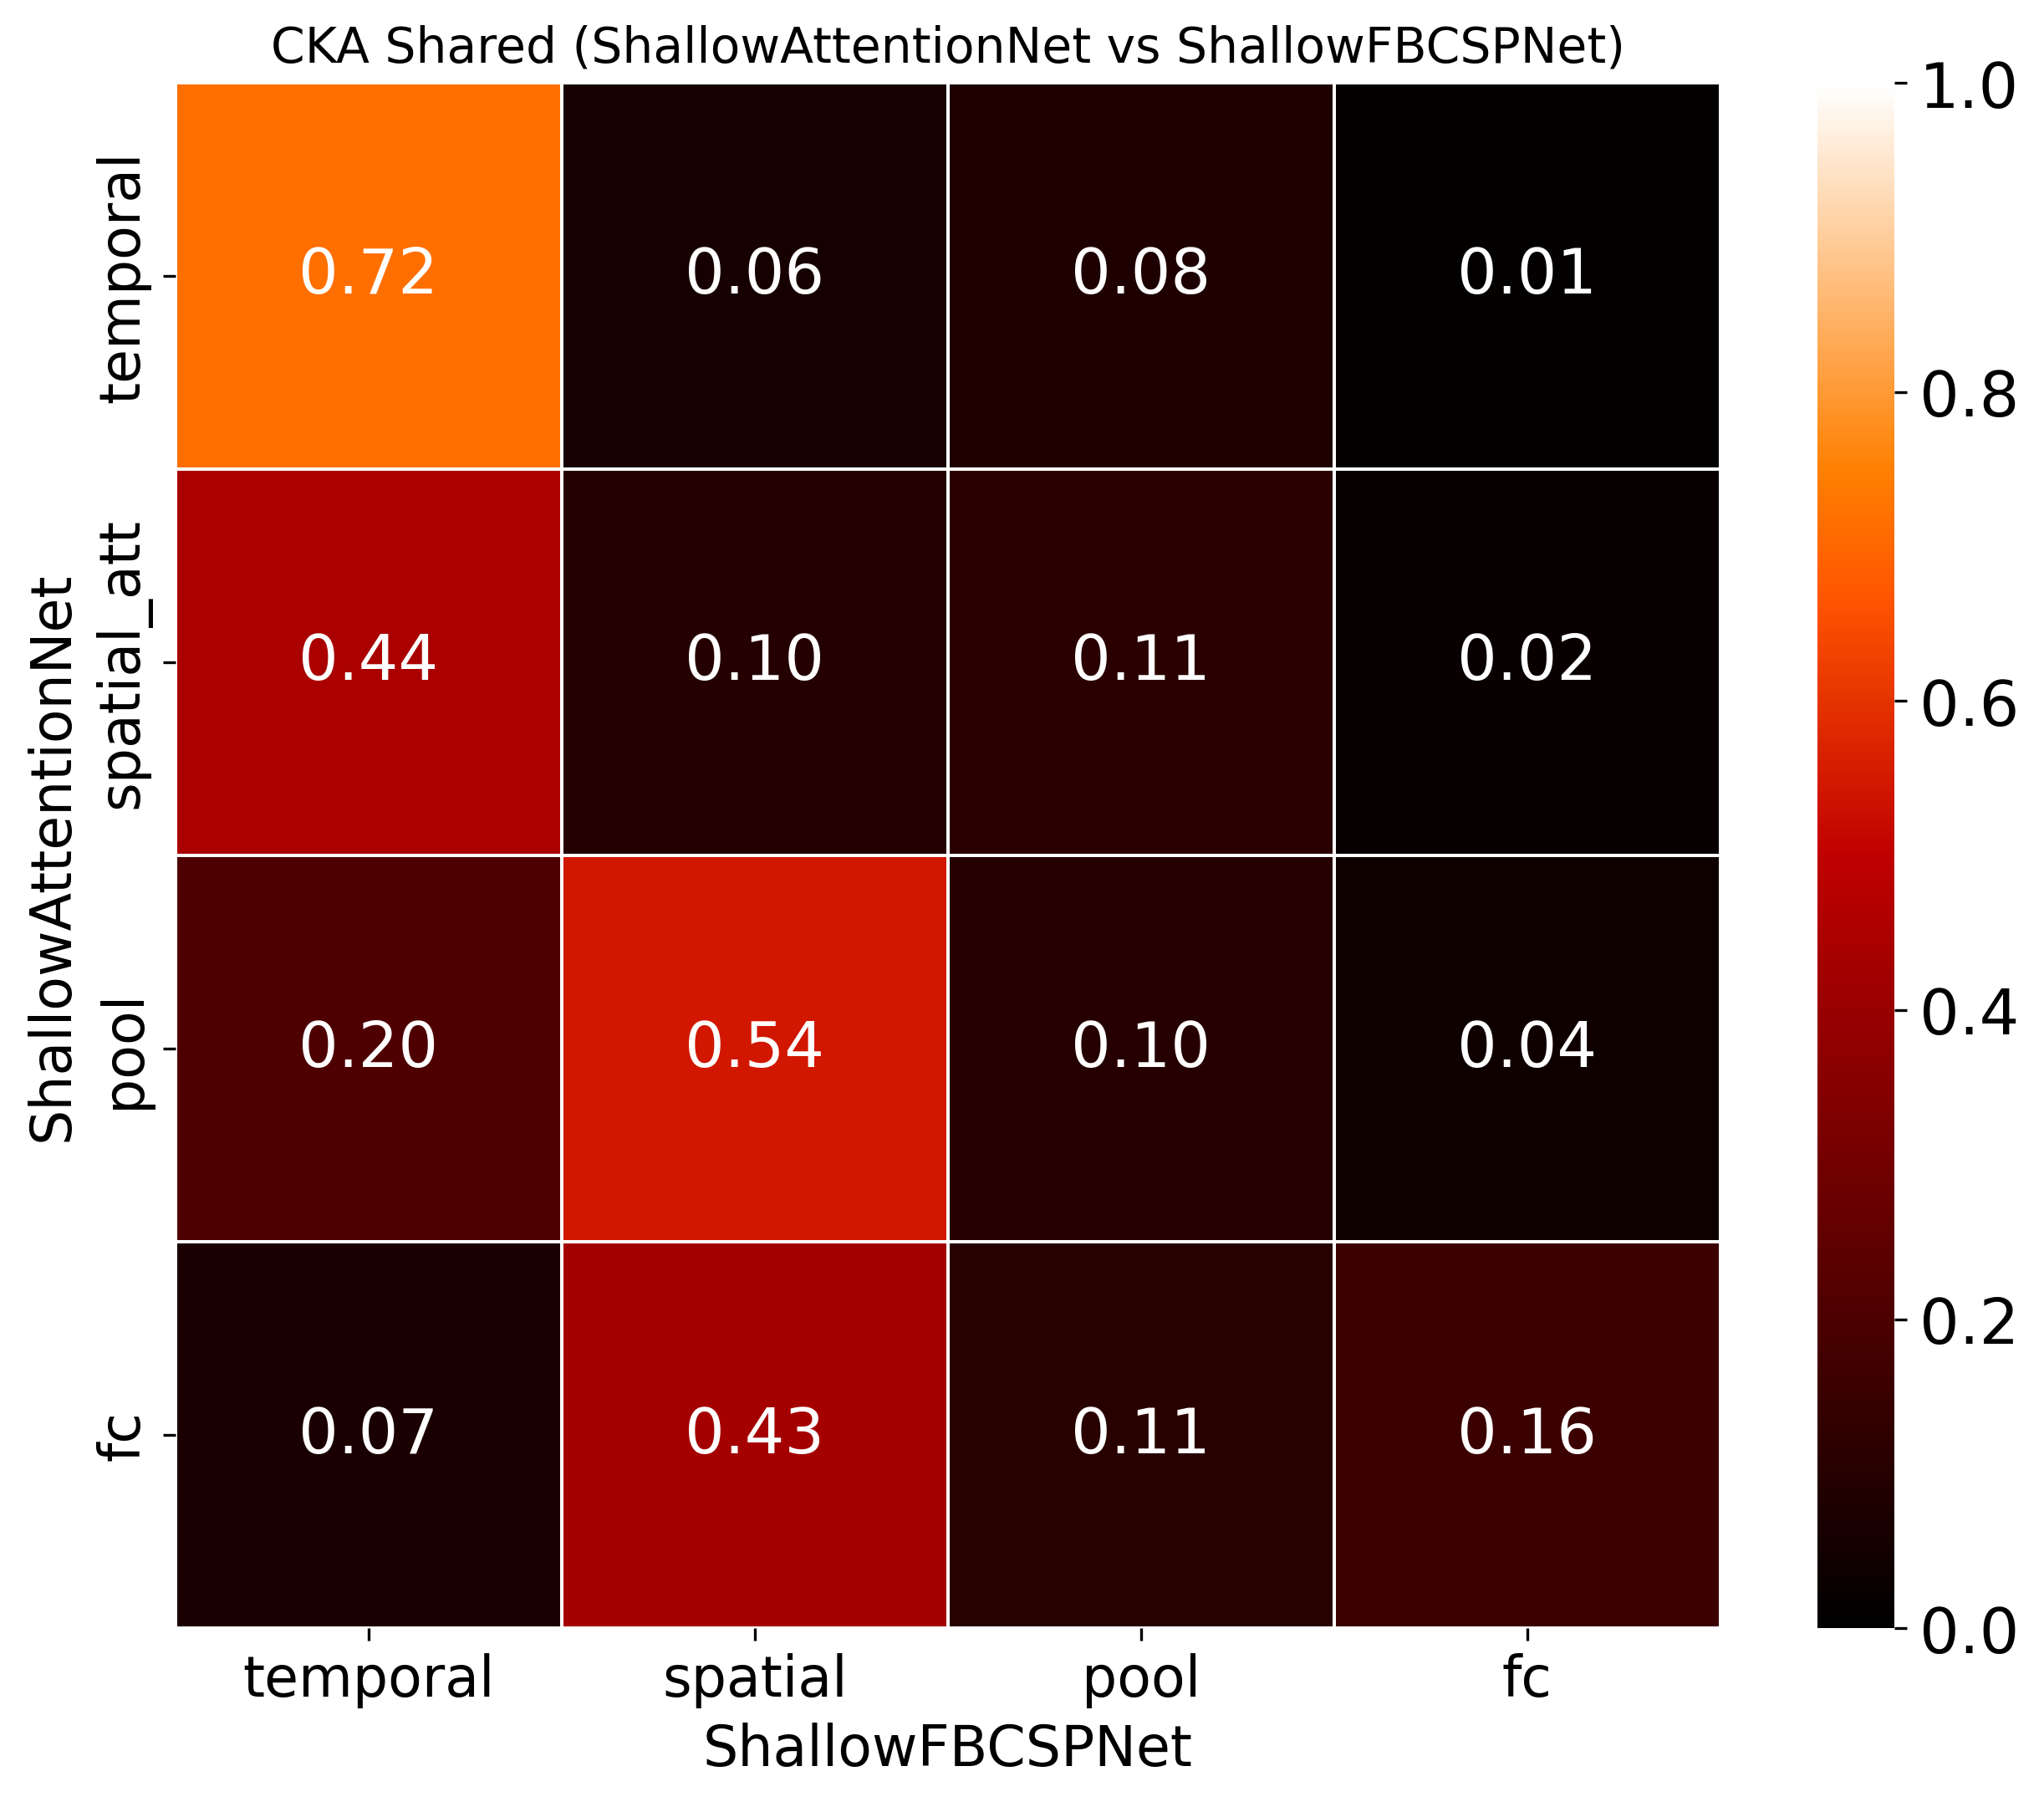 CKA Shared (ShallowAttentionNet vs ShallowFBCSPNet)
ShallowAttentionNet
temporal
0.72 0.06 0.08 0.01
spatial_att
0.44 0.10 0.11 0.02
pool
0.20 0.54 0.10 0.04
fc
0.07 0.43 0.11 0.16
temporal spatial pool fc
ShallowFBCSPNet
1.0
0.8
0.6
0.4
0.2
0.0